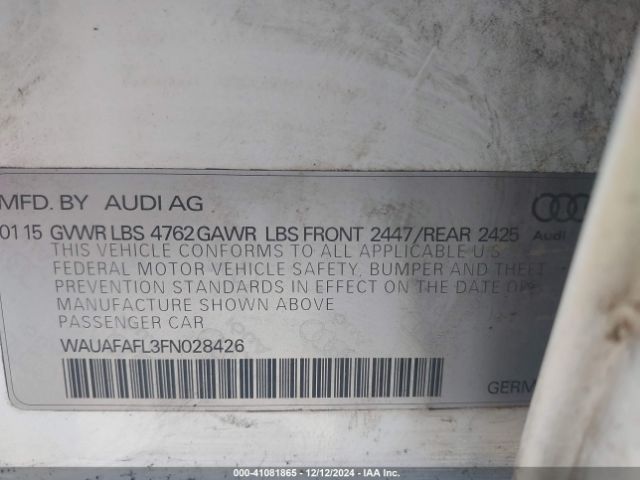 MFD. BY AUDI AG
01 15 GVWR LBS 4762 GAWR LBS FRONT 2447/REAR 2425
Audi
THIS VEHICLE CONFORMS TO ALL APPLICABLE U.S
FEDERAL MOTOR VEHICLE SAFETY, BUMPER AND THEFT
PREVENTION STANDARDS IN EFFECT ON THE DATE OF
MANUFACTURE SHOWN ABOVE
PASSENGER CAR
WAUAFAFL3FN028426
GERM
000-41081865 - 12/12/2024 - IAA Inc.